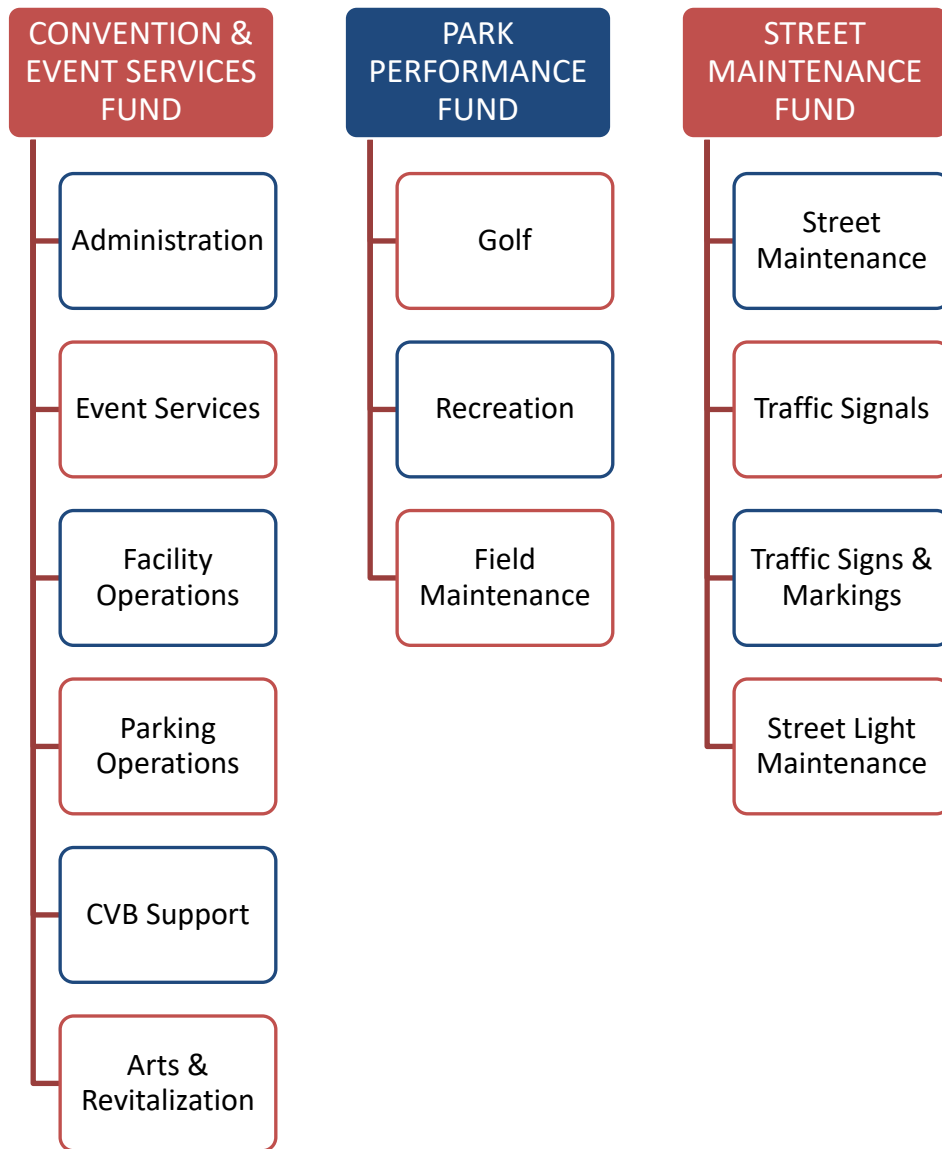 CONVENTION &
EVENT SERVICES
FUND
Administration
Event Services
Facility
Operations
Parking
Operations
CVB Support
Arts &
Revitalization
PARK
PERFORMANCE
FUND
Golf
Recreation
Field
Maintenance
STREET
MAINTENANCE
FUND
Street
Maintenance
Traffic Signals
Traffic Signs &
Markings
Street Light
Maintenance